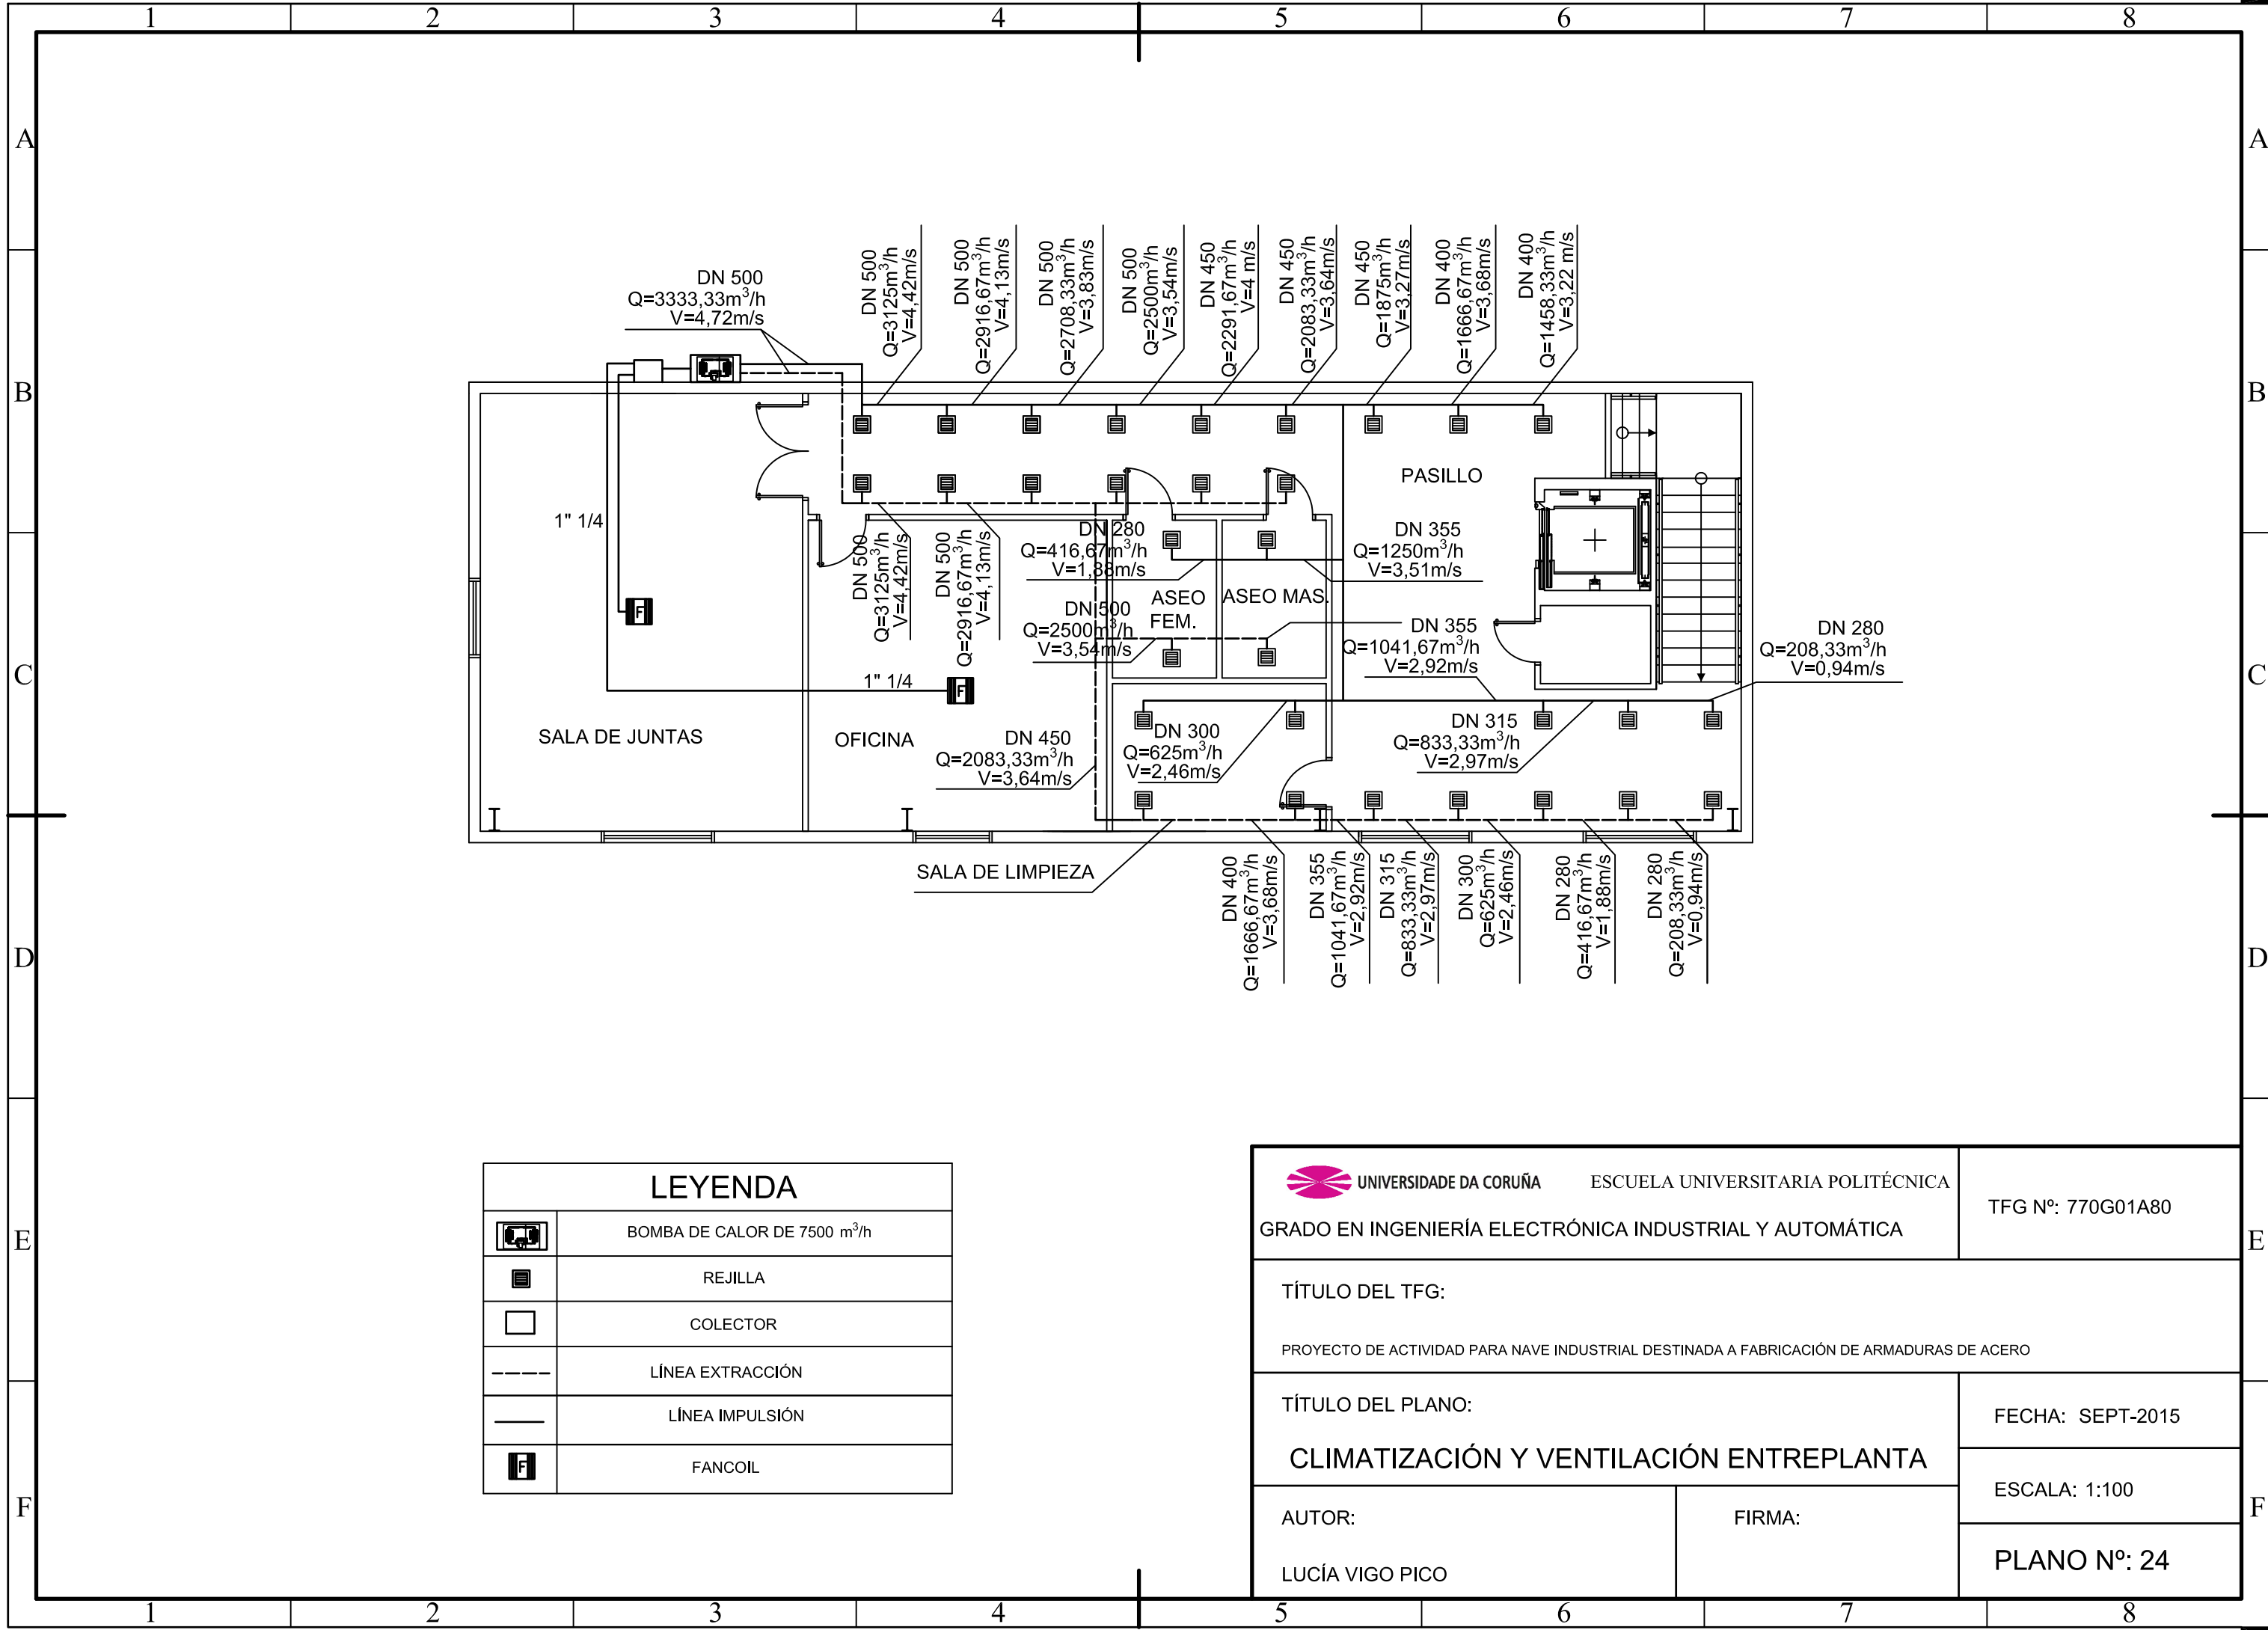 1 2 3 4 5 6 7 8
A A
B B
C C
D D
E E
F F
DN 500
Q=3333,33m³/h
V=4,72m/s
DN 500
Q=3125m³/h
V=4,42m/s
DN 500
Q=2916,67m³/h
V=4,13m/s
DN 500
Q=2708,33m³/h
V=3,83m/s
DN 500
Q=2500m³/h
V=3,54m/s
DN 450
Q=2291,67m³/h
V=4 m/s
DN 450
Q=2083,33m³/h
V=3,64m/s
DN 450
Q=1875m³/h
V=3,27m/s
DN 400
Q=1666,67m³/h
V=3,68m/s
DN 400
Q=1458,33m³/h
V=3,22 m/s
PASILLO
1" 1/4
DN 500
Q=3125m³/h
V=4,42m/s
DN 500
Q=2916,67m³/h
V=4,13m/s
DN 280
Q=416,67m³/h
V=1,88m/s
DN 355
Q=1250m³/h
V=3,51m/s
F
ASEO
FEM.
ASEO MAS.
DN 500
Q=2500m³/h
V=3,54m/s
DN 355
Q=1041,67m³/h
V=2,92m/s
DN 280
Q=208,33m³/h
V=0,94m/s
1" 1/4
F
SALA DE JUNTAS
OFICINA
DN 450
Q=2083,33m³/h
V=3,64m/s
DN 300
Q=625m³/h
V=2,46m/s
DN 315
Q=833,33m³/h
V=2,97m/s
SALA DE LIMPIEZA
DN 400
Q=1666,67m³/h
V=3,68m/s
DN 355
Q=1041,67m³/h
V=2,92m/s
DN 315
Q=833,33m³/h
V=2,97m/s
DN 300
Q=625m³/h
V=2,46m/s
DN 280
Q=416,67m³/h
V=1,88m/s
DN 280
Q=208,33m³/h
V=0,94m/s
LEYENDA
BOMBA DE CALOR DE 7500 m³/h
REJILLA
COLECTOR
LÍNEA EXTRACCIÓN
LÍNEA IMPULSIÓN
F FANCOIL
UNIVERSIDADE DA CORUÑA ESCUELA UNIVERSITARIA POLITÉCNICA
GRADO EN INGENIERÍA ELECTRÓNICA INDUSTRIAL Y AUTOMÁTICA
TFG Nº: 770G01A80
TÍTULO DEL TFG:
PROYECTO DE ACTIVIDAD PARA NAVE INDUSTRIAL DESTINADA A FABRICACIÓN DE ARMADURAS DE ACERO
TÍTULO DEL PLANO:
CLIMATIZACIÓN Y VENTILACIÓN ENTREPLANTA
FECHA: SEPT-2015
ESCALA: 1:100
AUTOR:
LUCÍA VIGO PICO
FIRMA:
PLANO Nº: 24
1 2 3 4 5 6 7 8